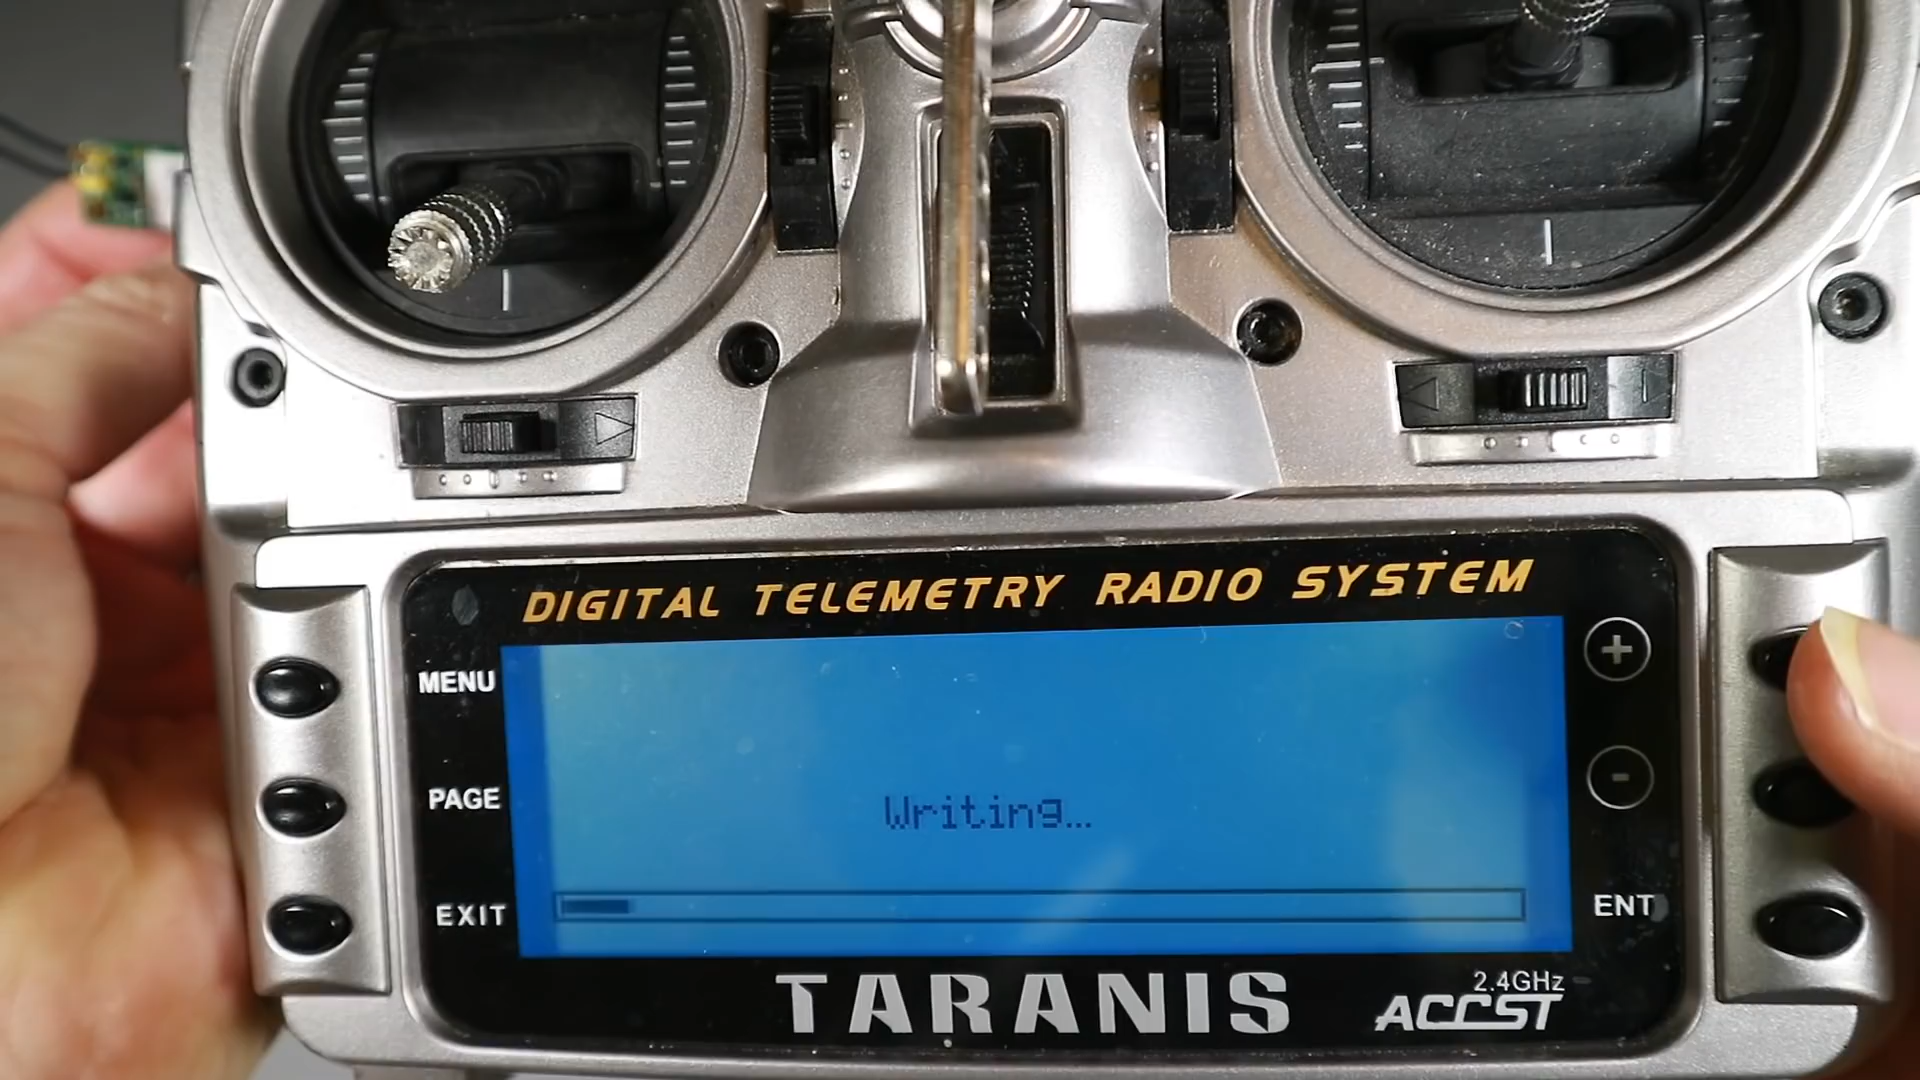 DIGITAL TELEMETRY RADIO SYSTEM
MENU
PAGE
EXIT
Writing...
+
-
ENT
TARANIS
2.4GHz
ACCST